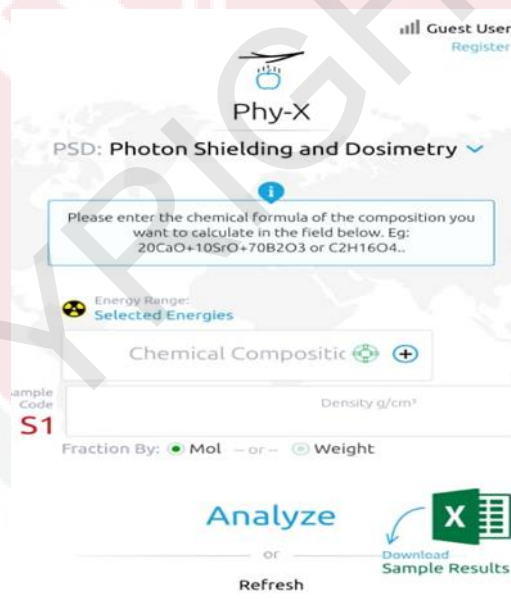 Guest User
Register
Phy-X
PSD: Photon Shielding and Dosimetry
i
Please enter the chemical formula of the composition you
want to calculate in the field below. Eg:
20CaO+10SrO+70B2O3 or C2H16O4..
Energy Range:
Selected Energies
Chemical Compositic
ample
Code
S1
Density g/cm³
Fraction By: Mol – or – Weight
Analyze
or
Refresh
X
Download
Sample Results
YPIGH